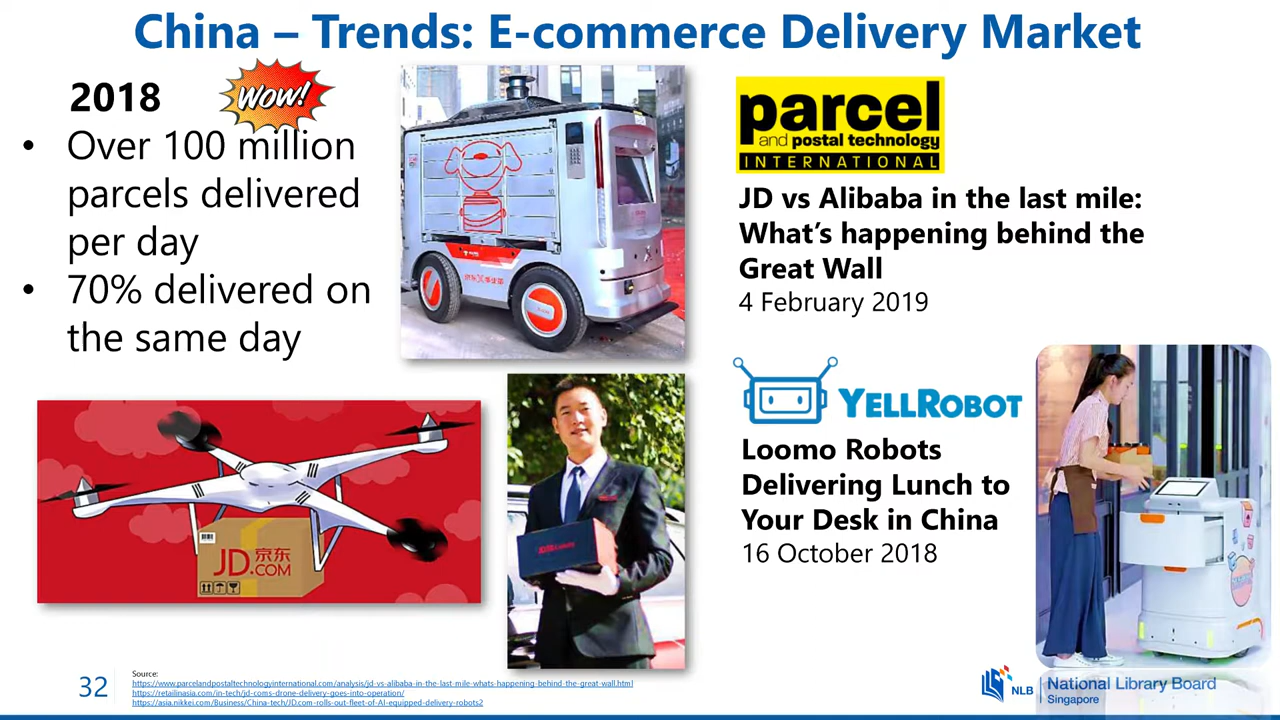 China – Trends: E-commerce Delivery Market
2018
WOW!
• Over 100 million
parcels delivered
per day
• 70% delivered on
the same day
parcel
and postal technology
INTERNATIONAL
JD vs Alibaba in the last mile:
What’s happening behind the
Great Wall
4 February 2019
YELLROBOT
Loomo Robots
Delivering Lunch to
Your Desk in China
16 October 2018
JD 京东
.COM
32
Source:
https://www.parcelandpostaltechnologyinternational.com/analysis/jd-vs-alibaba-in-the-last-mile-whats-happening-behind-the-great-wall.html
https://retailinasia.com/in-tech/jd-coms-drone-delivery-goes-into-operation/
https://asia.nikkei.com/Business/China-tech/JD.com-rolls-out-fleet-of-AI-equipped-delivery-robots2
NLB
National Library Board
Singapore